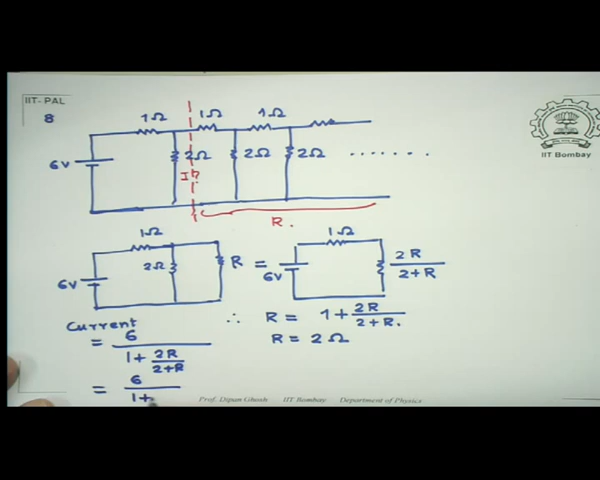 IIT-PAL
8
1Ω 1Ω 1Ω
6V 2Ω 2Ω 2Ω .......
IIT Bombay
R.
1Ω 1Ω
2Ω R = 2R/2+R
6V 6V
Current ∴ R = 1 + 2R/2+R.
= 6/1 + 2R/2+R R = 2Ω
= 6/1+
Prof. Dipan Ghosh IIT Bombay Department of Physics